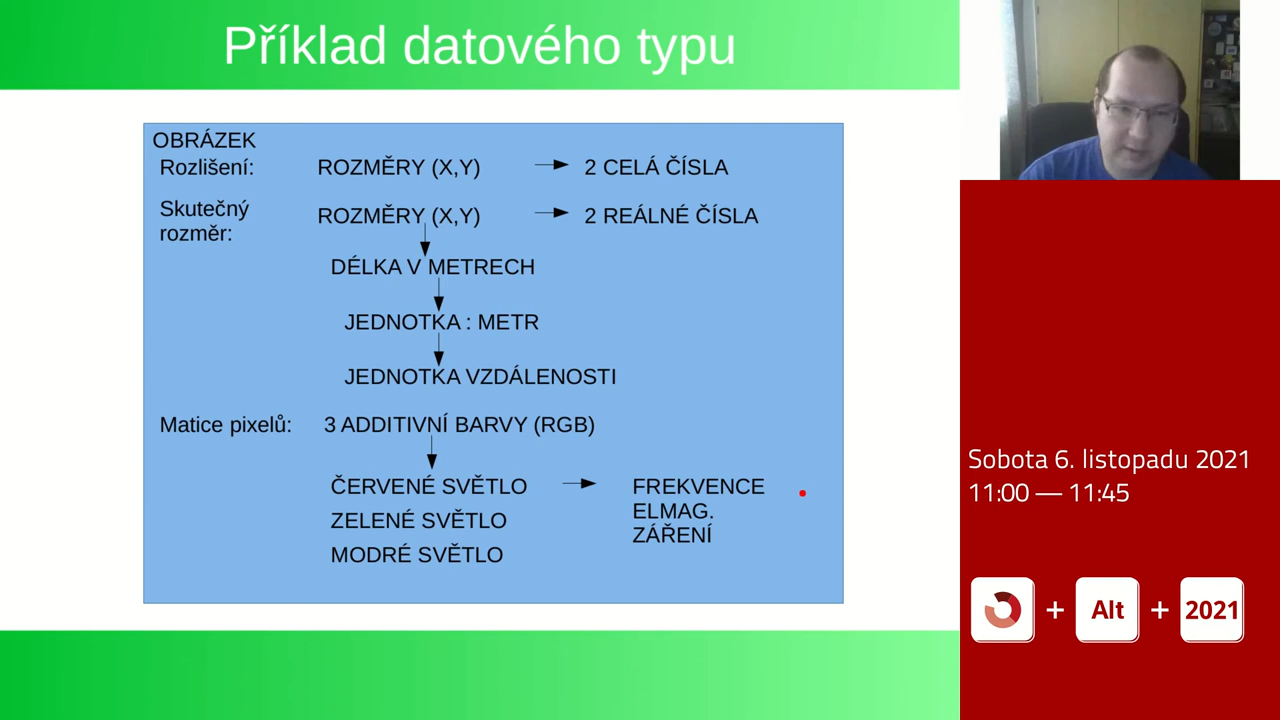 Příklad datového typu
OBRÁZEK
Rozlišení: ROZMĚRY (X,Y) 2 CELÁ ČÍSLA
Skutečný
rozměr: ROZMĚRY (X,Y) 2 REÁLNÉ ČÍSLA
DÉLKA V METRECH
JEDNOTKA : METR
JEDNOTKA VZDÁLENOSTI
Matice pixelů: 3 ADDITIVNÍ BARVY (RGB)
ČERVENÉ SVĚTLO FREKVENCE
ELMAG.
ZÁŘENÍ
ZELENÉ SVĚTLO
MODRÉ SVĚTLO
Sobota 6. listopadu 2021
11:00 — 11:45
+ Alt + 2021